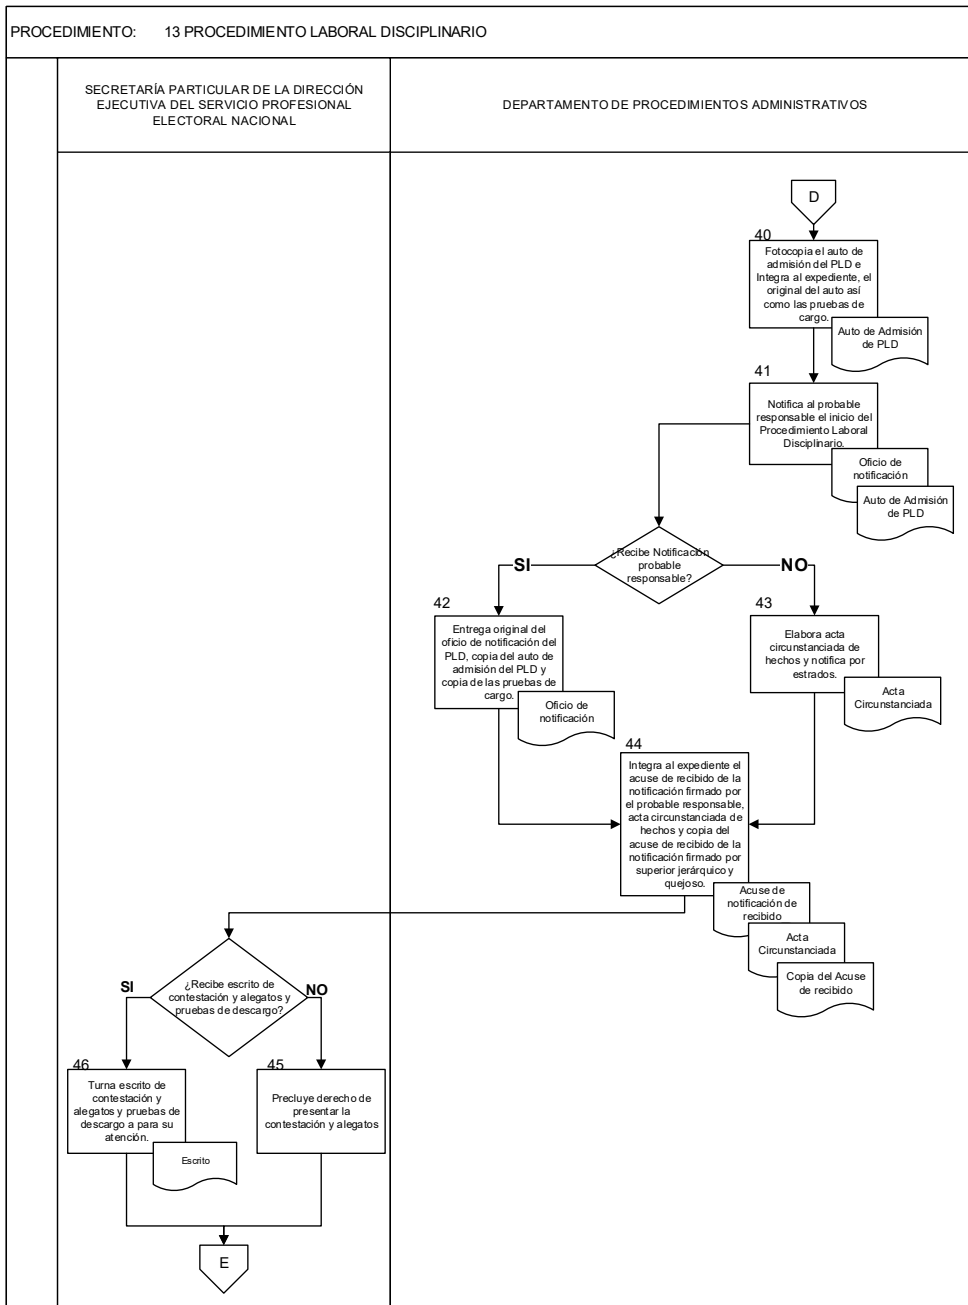 PROCEDIMIENTO: 13 PROCEDIMIENTO LABORAL DISCIPLINARIO
SECRETARÍA PARTICULAR DE LA DIRECCIÓN
EJECUTIVA DEL SERVICIO PROFESIONAL
ELECTORAL NACIONAL
DEPARTAMENTO DE PROCEDIMIENTOS ADMINISTRATIVOS
D
40
Fotocopia el auto de
admisión del PLD e
Integra al expediente, el
original del auto así
como las pruebas de
cargo.
Auto de Admisión
de PLD
41
Notifica al probable
responsable el inicio del
Procedimiento Laboral
Disciplinario.
Oficio de
notificación
Auto de Admisión
de PLD
¿Recibe Notificación
probable
responsable?
SI
NO
42
Entrega original del
oficio de notificación del
PLD, copia del auto de
admisión del PLD y
copia de las pruebas de
cargo.
Oficio de
notificación
43
Elabora acta
circunstanciada de
hechos y notifica por
estrados.
Acta
Circunstanciada
44
Integra al expediente el
acuse de recibido de la
notificación firmado por
el probable responsable,
acta circunstanciada de
hechos y copia del
acuse de recibido de la
notificación firmado por
superior jerárquico y
quejoso.
Acuse de
notificación de
recibido
Acta
Circunstanciada
Copia del Acuse
de recibido
¿Recibe escrito de
contestación y alegatos y
pruebas de descargo?
SI
NO
46
Turna escrito de
contestación y
alegatos y pruebas de
descargo a para su
atención.
Escrito
45
Precluye derecho de
presentar la
contestación y alegatos
E